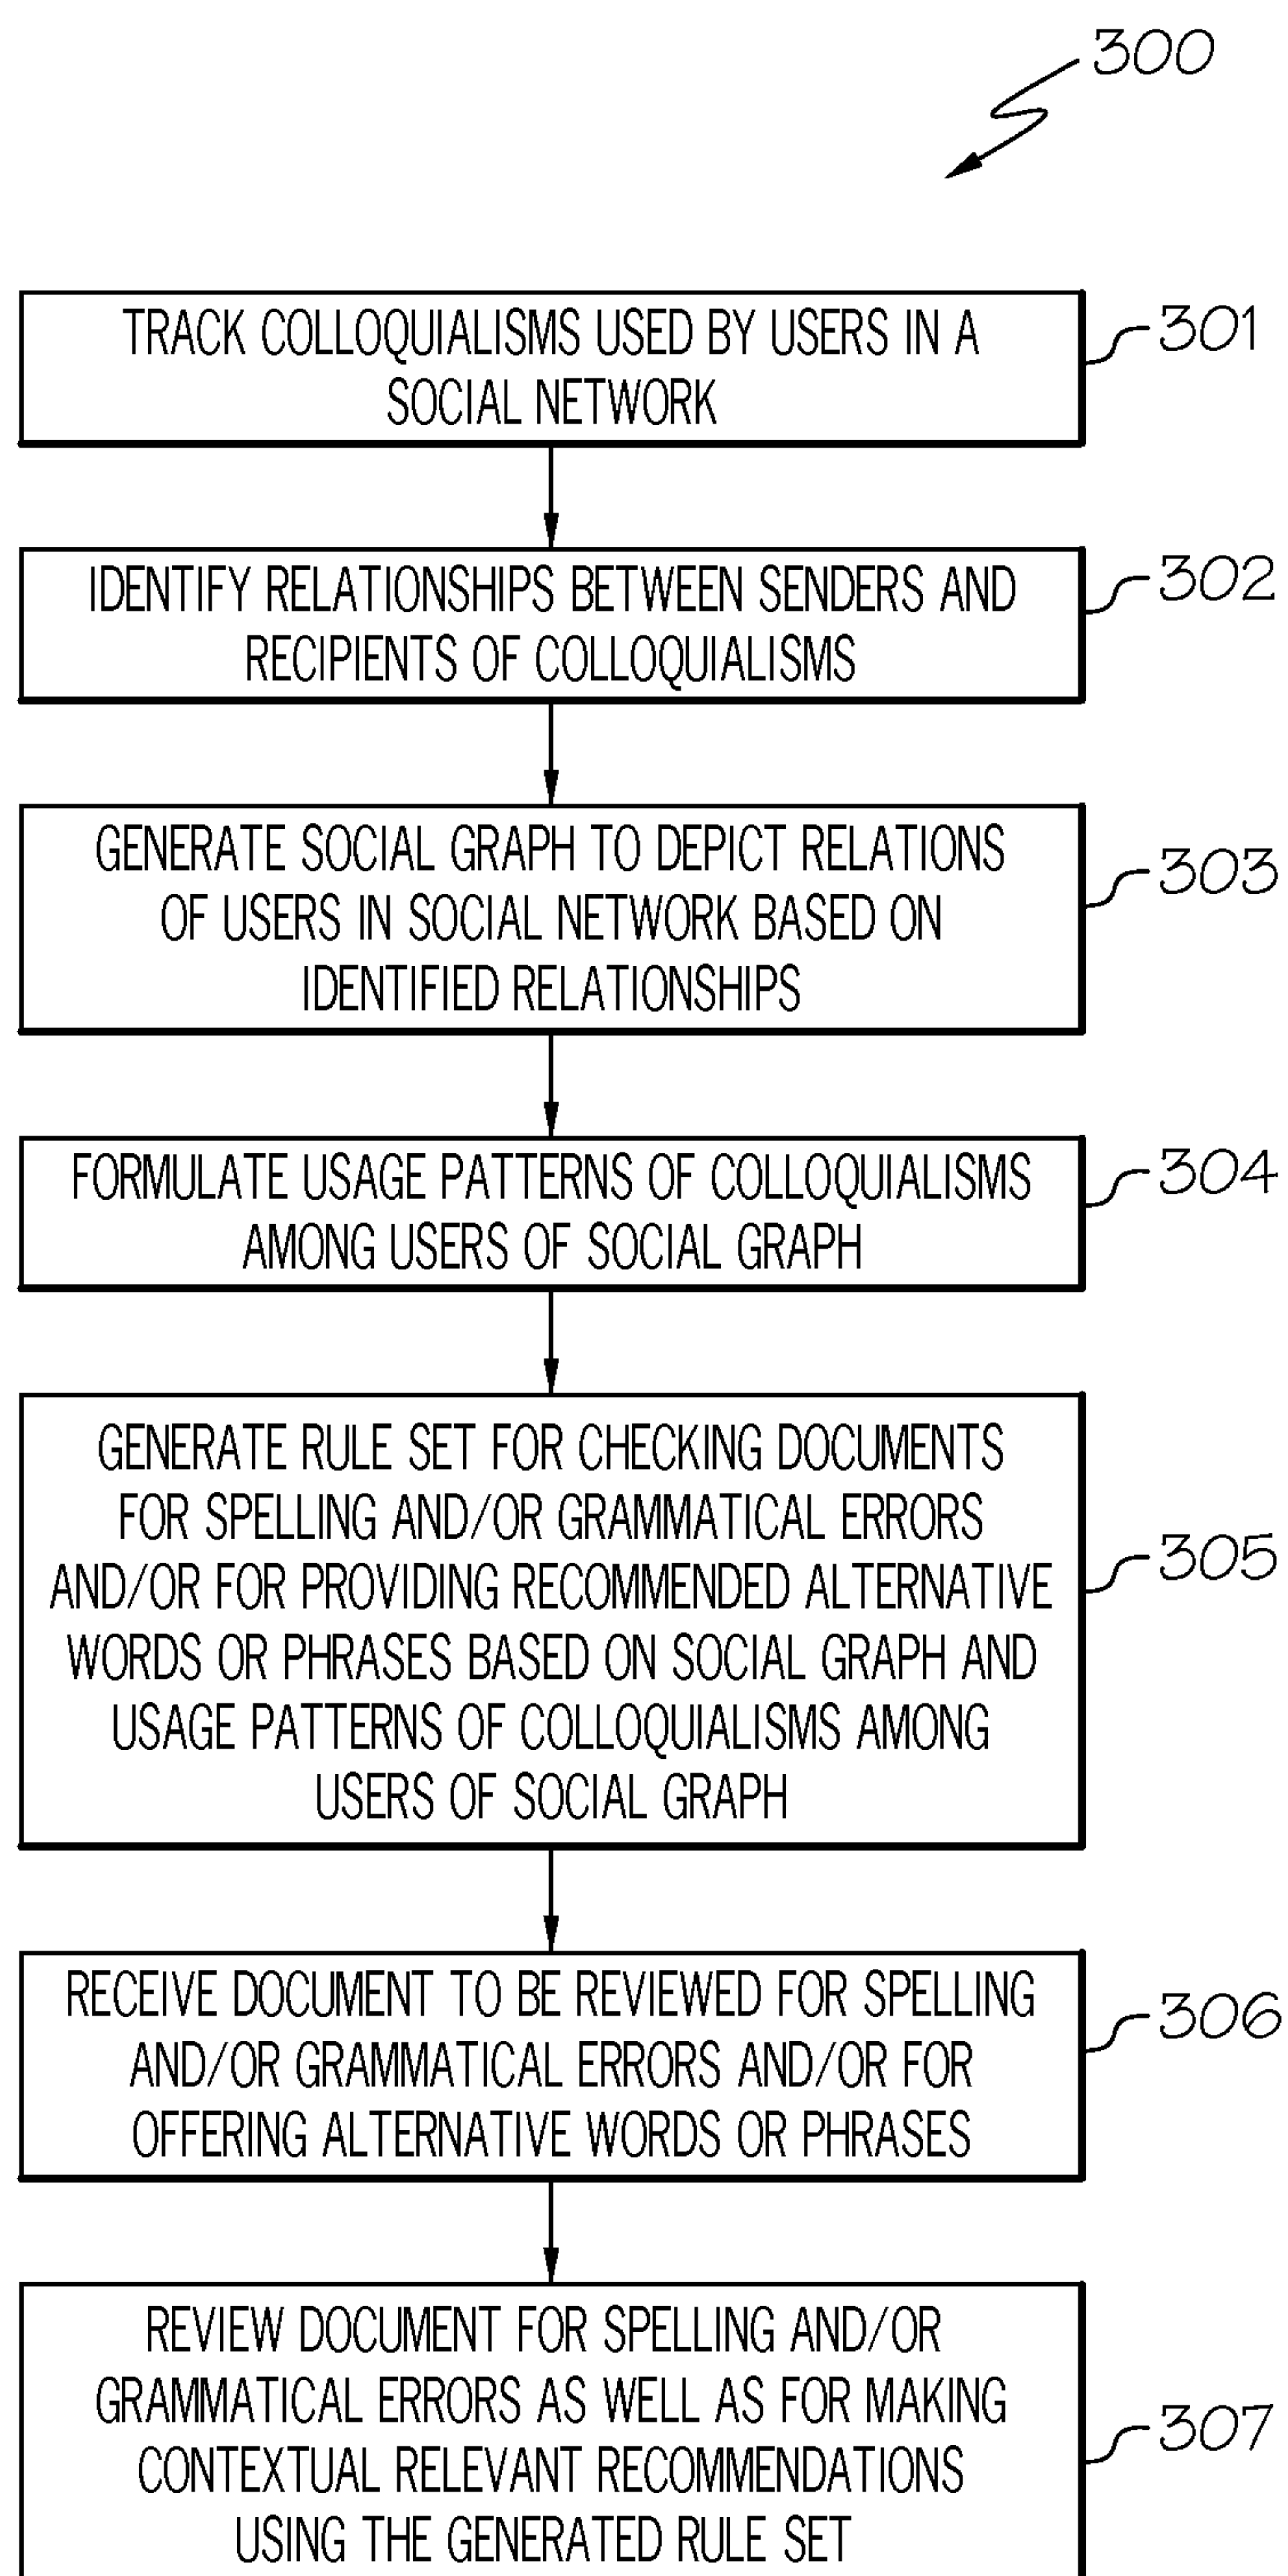 300
TRACK COLLOQUIALISMS USED BY USERS IN A
SOCIAL NETWORK
301
IDENTIFY RELATIONSHIPS BETWEEN SENDERS AND
RECIPIENTS OF COLLOQUIALISMS
302
GENERATE SOCIAL GRAPH TO DEPICT RELATIONS
OF USERS IN SOCIAL NETWORK BASED ON
IDENTIFIED RELATIONSHIPS
303
FORMULATE USAGE PATTERNS OF COLLOQUIALISMS
AMONG USERS OF SOCIAL GRAPH
304
GENERATE RULE SET FOR CHECKING DOCUMENTS
FOR SPELLING AND/OR GRAMMATICAL ERRORS
AND/OR FOR PROVIDING RECOMMENDED ALTERNATIVE
WORDS OR PHRASES BASED ON SOCIAL GRAPH AND
USAGE PATTERNS OF COLLOQUIALISMS AMONG
USERS OF SOCIAL GRAPH
305
RECEIVE DOCUMENT TO BE REVIEWED FOR SPELLING
AND/OR GRAMMATICAL ERRORS AND/OR FOR
OFFERING ALTERNATIVE WORDS OR PHRASES
306
REVIEW DOCUMENT FOR SPELLING AND/OR
GRAMMATICAL ERRORS AS WELL AS FOR MAKING
CONTEXTUAL RELEVANT RECOMMENDATIONS
USING THE GENERATED RULE SET
307